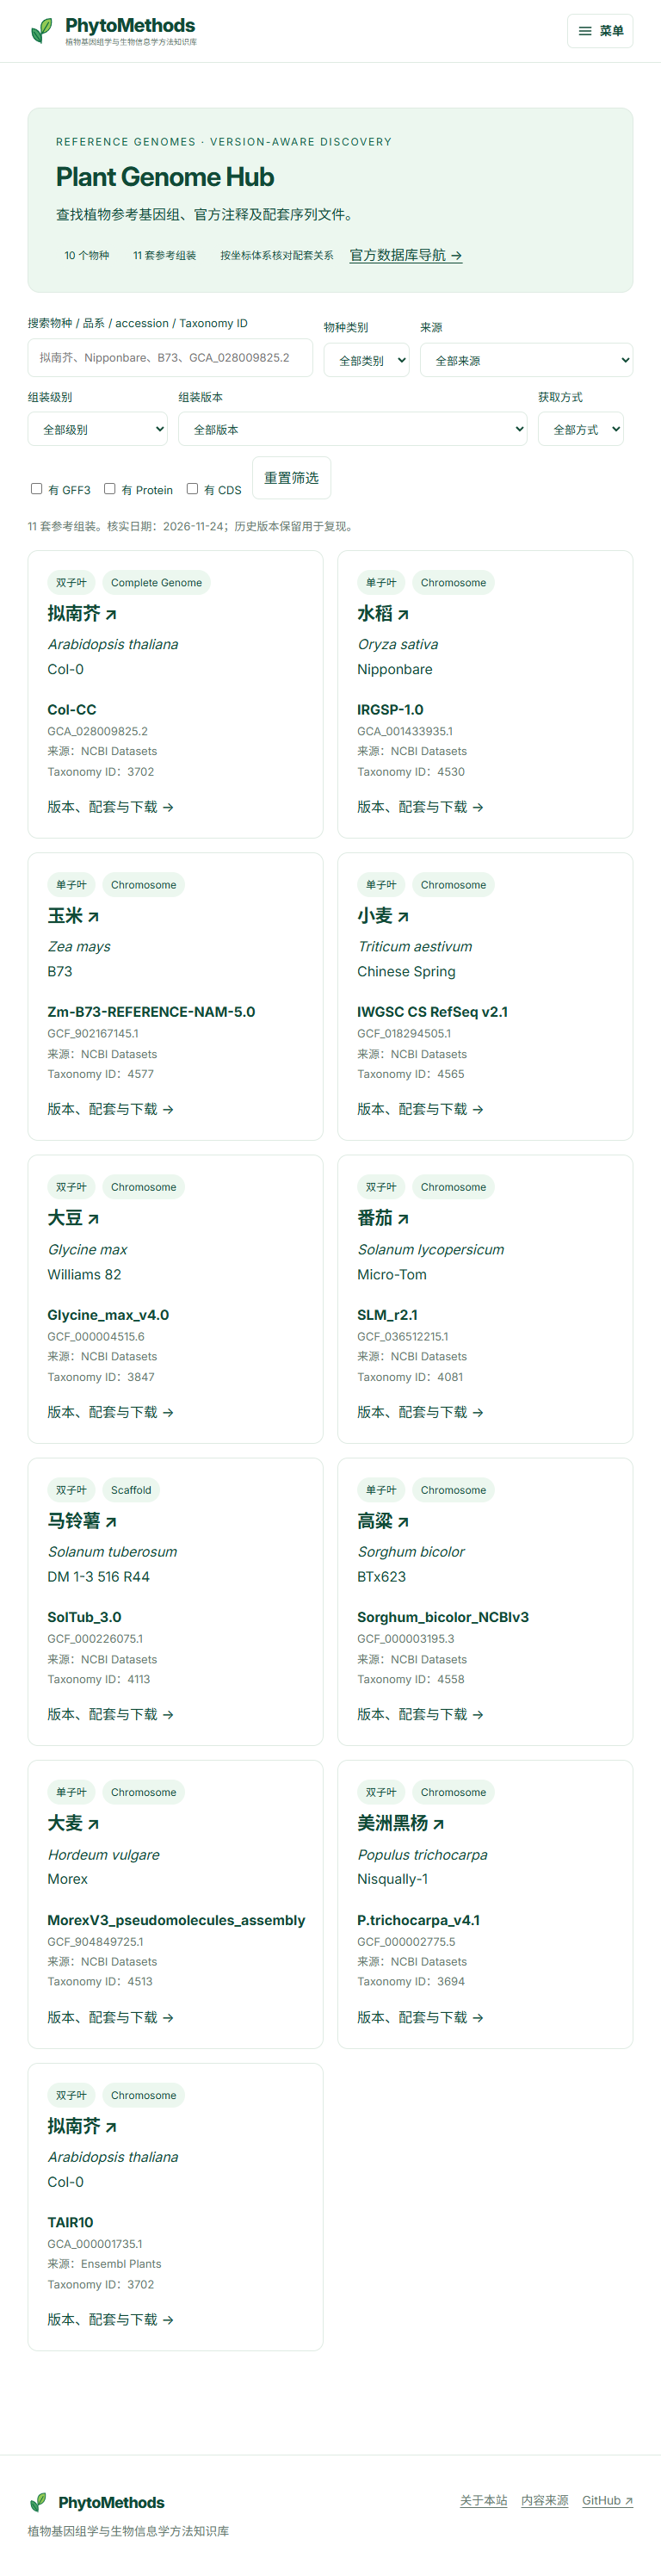 PhytoMethods
植物基因组学与生物信息学方法知识库
菜单
REFERENCE GENOMES · VERSION-AWARE DISCOVERY
Plant Genome Hub
查找植物参考基因组、官方注释及配套序列文件。
10 个物种 11 套参考组装 按坐标体系核对配套关系 官方数据库导航 →
搜索物种 / 品系 / accession / Taxonomy ID
物种类别
来源
拟南芥、Nipponbare、B73、GCA_028009825.2
全部类别
全部来源
组装级别
组装版本
获取方式
全部级别
全部版本
全部方式
有 GFF3 有 Protein 有 CDS 重置筛选
11 套参考组装。核实日期：2026-11-24；历史版本保留用于复现。
双子叶 Complete Genome
拟南芥 ↗
Arabidopsis thaliana
Col-0
Col-CC
GCA_028009825.2
来源：NCBI Datasets
Taxonomy ID：3702
版本、配套与下载 →
单子叶 Chromosome
水稻 ↗
Oryza sativa
Nipponbare
IRGSP-1.0
GCA_001433935.1
来源：NCBI Datasets
Taxonomy ID：4530
版本、配套与下载 →
单子叶 Chromosome
玉米 ↗
Zea mays
B73
Zm-B73-REFERENCE-NAM-5.0
GCF_902167145.1
来源：NCBI Datasets
Taxonomy ID：4577
版本、配套与下载 →
单子叶 Chromosome
小麦 ↗
Triticum aestivum
Chinese Spring
IWGSC CS RefSeq v2.1
GCF_018294505.1
来源：NCBI Datasets
Taxonomy ID：4565
版本、配套与下载 →
双子叶 Chromosome
大豆 ↗
Glycine max
Williams 82
Glycine_max_v4.0
GCF_000004515.6
来源：NCBI Datasets
Taxonomy ID：3847
版本、配套与下载 →
双子叶 Chromosome
番茄 ↗
Solanum lycopersicum
Micro-Tom
SLM_r2.1
GCF_036512215.1
来源：NCBI Datasets
Taxonomy ID：4081
版本、配套与下载 →
双子叶 Scaffold
马铃薯 ↗
Solanum tuberosum
DM 1-3 516 R44
SolTub_3.0
GCF_000226075.1
来源：NCBI Datasets
Taxonomy ID：4113
版本、配套与下载 →
单子叶 Chromosome
高粱 ↗
Sorghum bicolor
BTx623
Sorghum_bicolor_NCBIv3
GCF_000003195.3
来源：NCBI Datasets
Taxonomy ID：4558
版本、配套与下载 →
单子叶 Chromosome
大麦 ↗
Hordeum vulgare
Morex
MorexV3_pseudomolecules_assembly
GCF_904849725.1
来源：NCBI Datasets
Taxonomy ID：4513
版本、配套与下载 →
双子叶 Chromosome
美洲黑杨 ↗
Populus trichocarpa
Nisqually-1
P.trichocarpa_v4.1
GCF_000002775.5
来源：NCBI Datasets
Taxonomy ID：3694
版本、配套与下载 →
双子叶 Chromosome
拟南芥 ↗
Arabidopsis thaliana
Col-0
TAIR10
GCA_000001735.1
来源：Ensembl Plants
Taxonomy ID：3702
版本、配套与下载 →
PhytoMethods
植物基因组学与生物信息学方法知识库
关于本站 内容来源 GitHub ↗